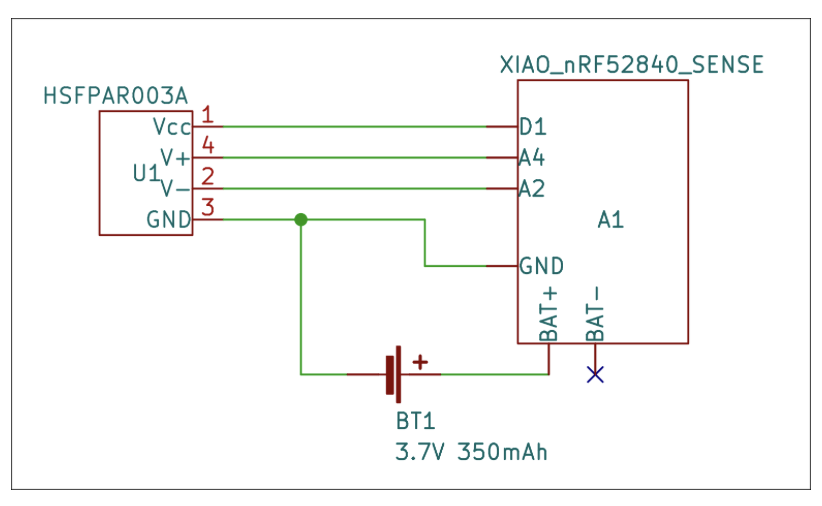 XIAO_nRF52840_SENSE
HSFPAR003A
Vcc 1 D1
V+ 4 A4
U1
V- 2 A2
GND 3 A1
GND
BAT+ BAT-
+
BT1
3.7V 350mAh